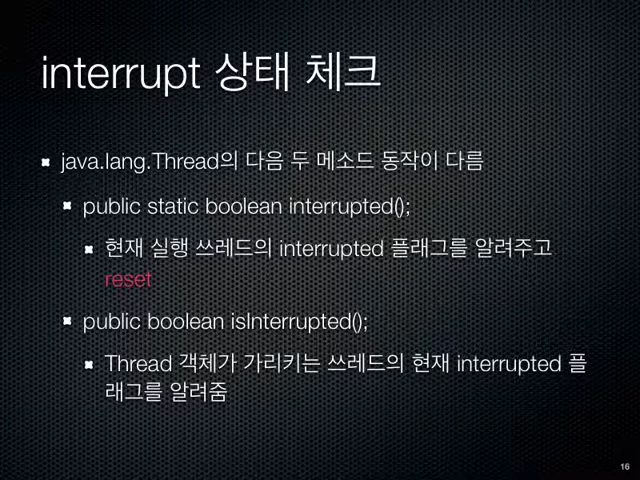 interrupt 상태 체크
java.lang.Thread의 다음 두 메소드 동작이 다름
public static boolean interrupted();
현재 실행 쓰레드의 interrupted 플래그를 알려주고
reset
public boolean isInterrupted();
Thread 객체가 가리키는 쓰레드의 현재 interrupted 플
래그를 알려줌
16